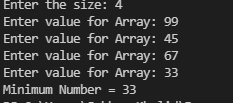 Enter the size: 4
Enter value for Array: 99
Enter value for Array: 45
Enter value for Array: 67
Enter value for Array: 33
Minimum Number = 33